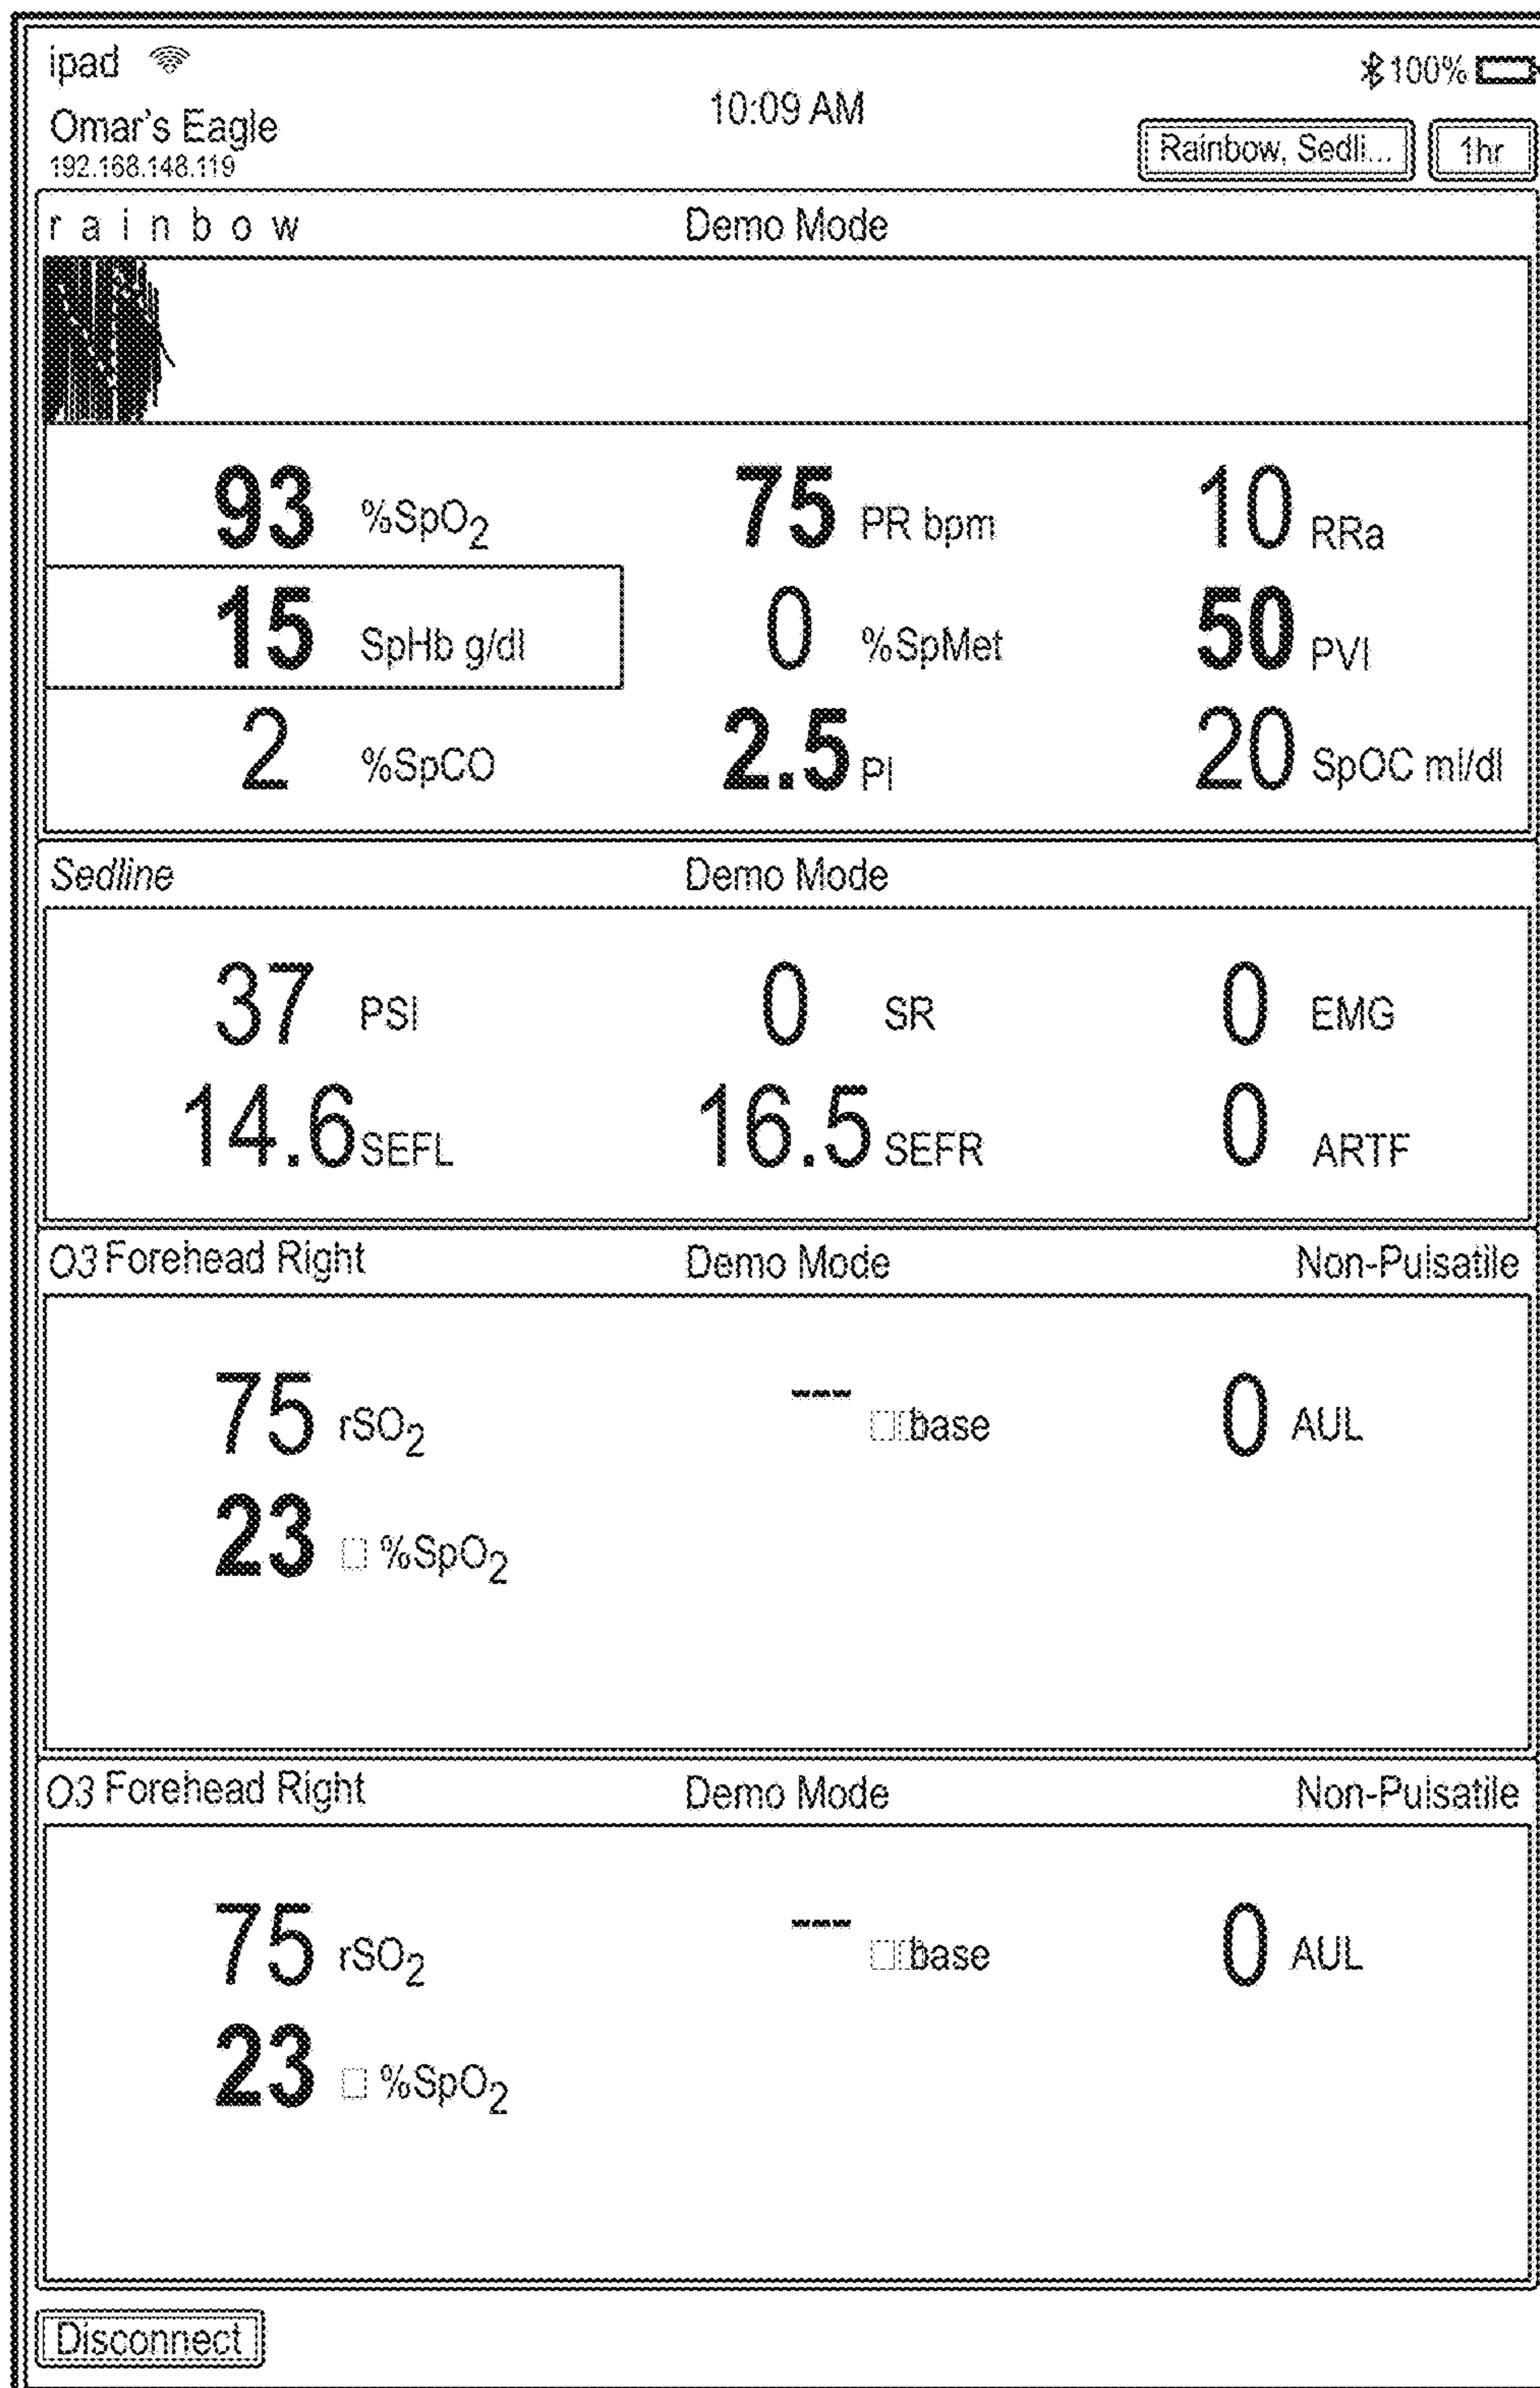 ipad
100%
10:09 AM
Omar's Eagle
192.168.148.119
Rainbow, Sedli...
1hr
rainbow Demo Mode
93 %SpO2 75 PR bpm 10 RRa
15 SpHb g/dl 0 %SpMet 50 PVI
2 %SpCO 2.5 PI 20 SpOC ml/dl
Sedline Demo Mode
37 PSI 0 SR 0 EMG
14.6 SEFL 16.5 SEFR 0 ARTF
O3 Forehead Right Demo Mode Non-Pulsatile
75 rSO2 --- □□base 0 AUL
23 □ %SpO2
O3 Forehead Right Demo Mode Non-Pulsatile
75 rSO2 --- □□base 0 AUL
23 □ %SpO2
Disconnect